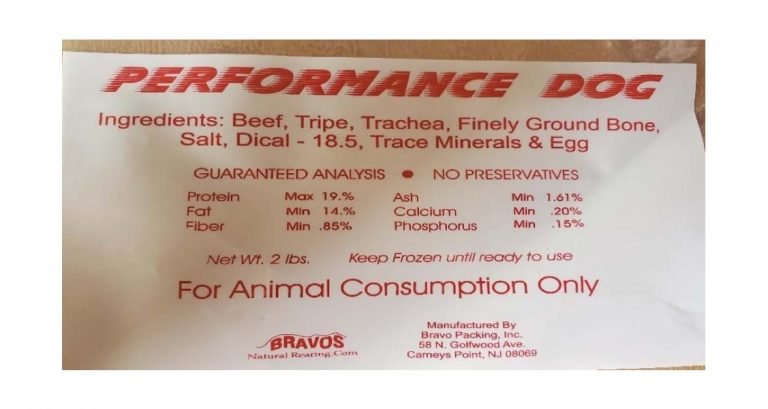 PERFORMANCE DOG
Ingredients: Beef, Tripe, Trachea, Finely Ground Bone,
Salt, Dical - 18.5, Trace Minerals & Egg
GUARANTEED ANALYSIS ● NO PRESERVATIVES
Protein Max 19.% Ash Min 1.61%
Fat Min 14.% Calcium Min .20%
Fiber Min .85% Phosphorus Min .15%
Net Wt. 2 lbs. Keep Frozen until ready to use
For Animal Consumption Only
BRAVOS
Natural Rearing.Com
Manufactured By
Bravo Packing, Inc.
58 N. Golfwood Ave.
Carneys Point, NJ 08069